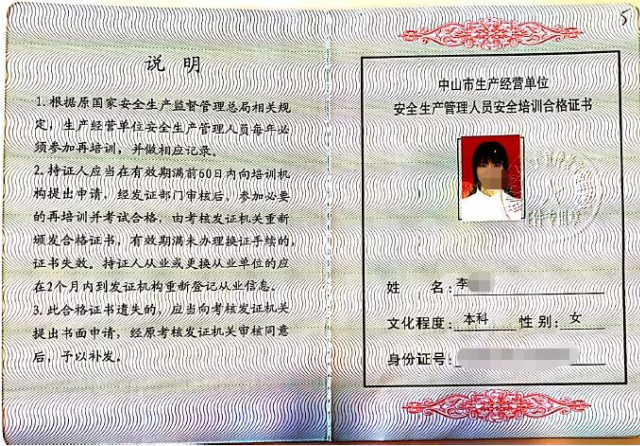 说 明
1. 根据原国家安全生产监督管理总局相关规
定，生产经营单位安全生产管理人员每年必
须参加再培训，并做相应记录。
2. 持证人应当在有效期满前60日内向培训机
构提出申请，经发证部门审核后，参加必要
的再培训并考试合格，由考核发证机关重新
颁发合格证书，有效期满未办理换证手续的，
证书失效。持证人从业或更换从业单位的应
在2个月内到发证机构重新登记从业信息。
3. 此合格证书遗失的，应当向考核发证机关
提出书面申请，经原考核发证机关审核同意
后，予以补发。
5
中山市生产经营单位
安全生产管理人员安全培训合格证书
姓 名：李
文化程度：本科 性 别：女
身份证号：